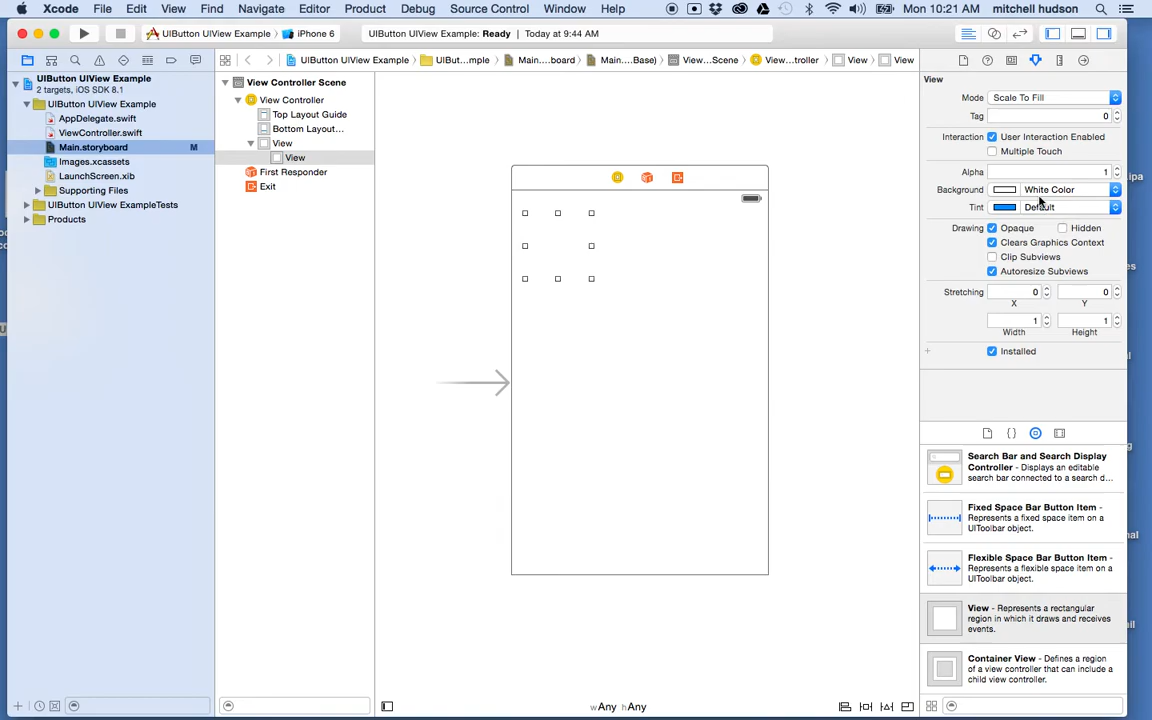 Xcode File Edit View Find Navigate Editor Product Debug Source Control Window Help Mon 10:21 AM mitchell hudson
UIButton UIView Example iPhone 6 UIButton UIView Example: Ready Today at 9:44 AM
UIButton UIView Example UIBut...mple Main....board Main....Base) View...Scene View...troller View View
UIButton UIView Example
2 targets, iOS SDK 8.1
UIButton UIView Example
AppDelegate.swift
ViewController.swift
Main.storyboard M
Images.xcassets
LaunchScreen.xib
Supporting Files
UIButton UIView ExampleTests
Products
View Controller Scene
View Controller
Top Layout Guide
Bottom Layout...
View
View
First Responder
Exit
wAny hAny
View
Mode Scale To Fill
Tag 0
Interaction User Interaction Enabled
Multiple Touch
Alpha 1
Background White Color
Tint Default
Drawing Opaque Hidden
Clears Graphics Context
Clip Subviews
Autoresize Subviews
Stretching 0 0
X Y
1 1
Width Height
Installed
Search Bar and Search Display
Controller - Displays an editable
search bar connected to a search d...
Fixed Space Bar Button Item -
Represents a fixed space item on a
UIToolbar object.
Flexible Space Bar Button Item -
Represents a flexible space item on
a UIToolbar object.
View - Represents a rectangular
region in which it draws and receives
events.
Container View - Defines a region
of a view controller that can include a
child view controller.